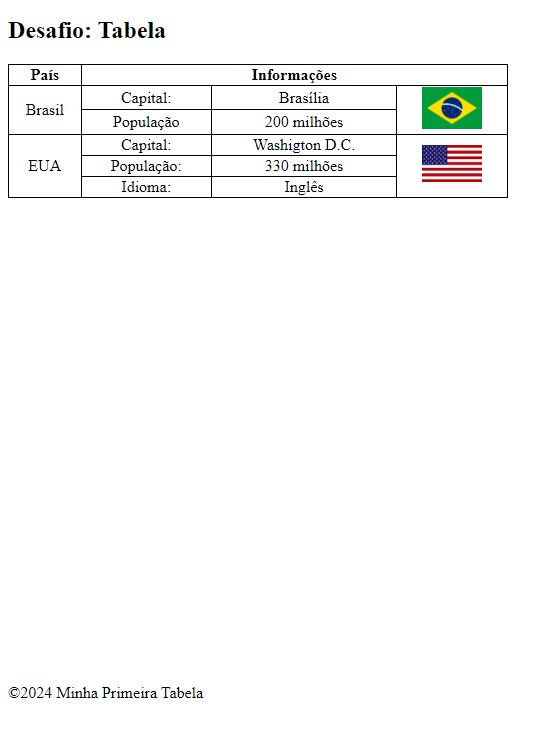 Desafio: Tabela
País Informações
Brasil
Capital: Brasília
População 200 milhões
EUA
Capital: Washigton D.C.
População: 330 milhões
Idioma: Inglês
©2024 Minha Primeira Tabela